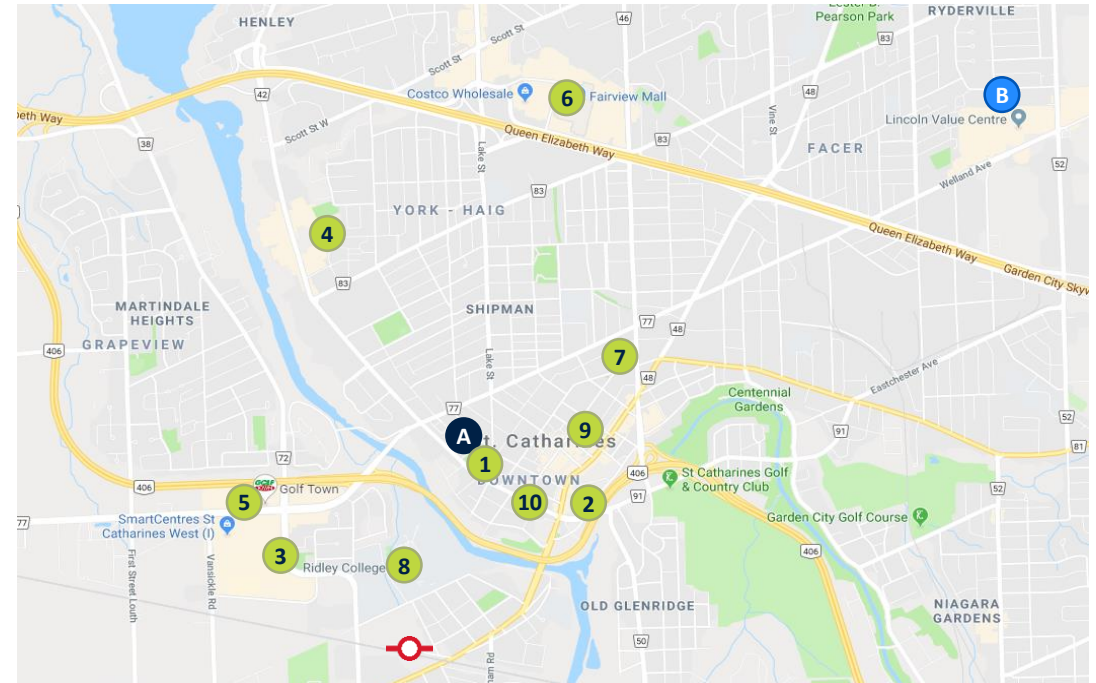 HENLEY
46
Lester B.
Pearson Park
RYDERVILLE
Scott St
83
Scott St
Costco Wholesale
6
Fairview Mall
42
48
B
Lincoln Value Centre
beth Way
Vine St
Scott St W
Queen Elizabeth Way
83
38
Lake St
FACER
52
Welland Ave
83
YORK - HAIG
4
Queen Elizabeth Way
Garden City Skyw
83
MARTINDALE
HEIGHTS
SHIPMAN
77
48
GRAPEVIEW
406
7
Lake St
Eastchester Ave
48
Centennial
Gardens
77
52
A
9
t. Catharines
91
81
72
1
DOWNTOWN
406
St Catharines Golf
& Country Club
406
GOLF
Golf Town
52
5
10
2
91
77
SmartCentres St
Catharines West (I)
Garden City Golf Course
3
Ridley College
8
406
First Street Louth
Vansickle Rd
OLD GLENRIDGE
NIAGARA
GARDENS
50